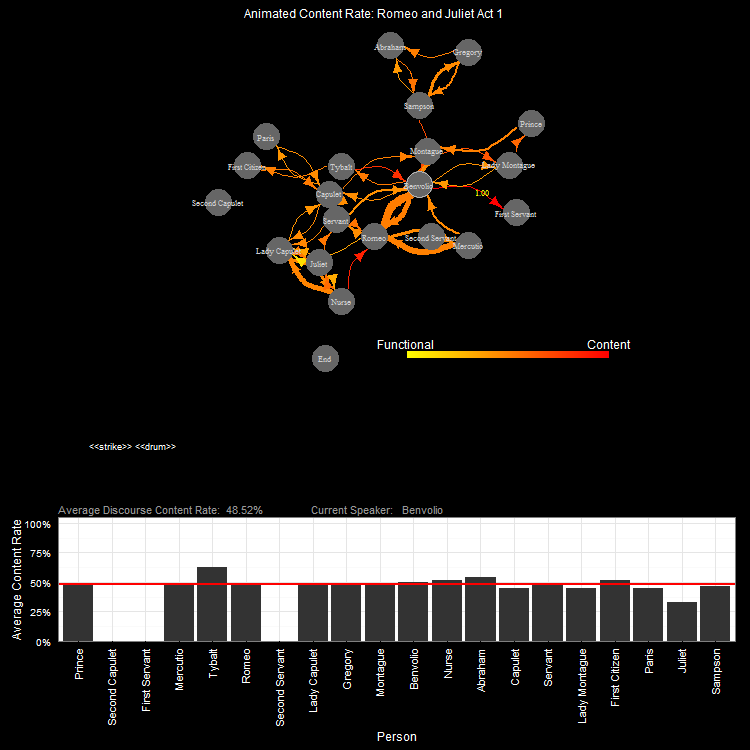 Animated Content Rate: Romeo and Juliet Act 1
Abraham
Gregory
Sampson
Prince
Paris
Montague
First Citizen
Tybalt
Lady Montague
Benvolio
Capulet
1.00
Second Capulet
First Servant
Servant
Romeo
Second Servant
Mercutio
Lady Capulet
Juliet
Nurse
Functional
Content
End
<<strike>> <<drum>>
Average Discourse Content Rate: 48.52%
Current Speaker: Benvolio
Average Content Rate
100%
75%
50%
25%
0%
Prince
Second Capulet
First Servant
Mercutio
Tybalt
Romeo
Second Servant
Lady Capulet
Gregory
Montague
Benvolio
Nurse
Abraham
Capulet
Servant
Lady Montague
First Citizen
Paris
Juliet
Sampson
Person